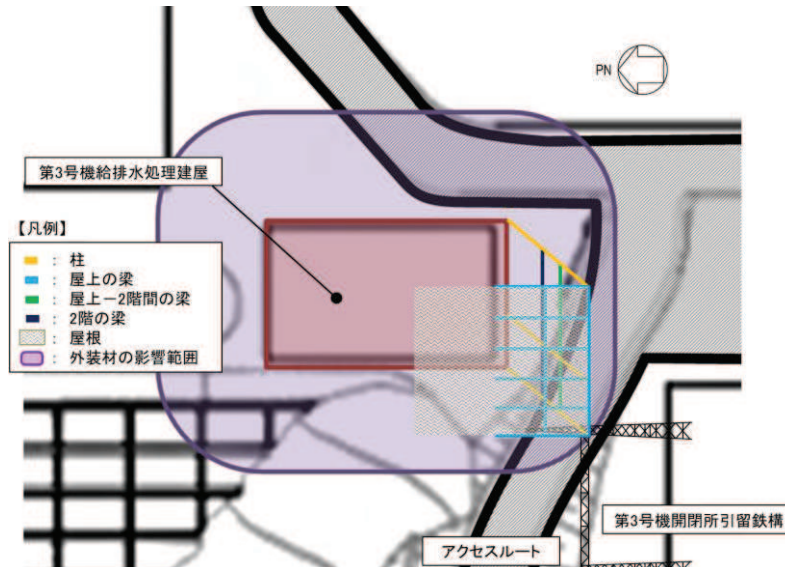 PN
第3号機給排水処理建屋
【凡例】
： 柱
： 屋上の梁
： 屋上－2階間の梁
： 2階の梁
： 屋根
： 外装材の影響範囲
第3号機開閉所引留鉄構
アクセスルート